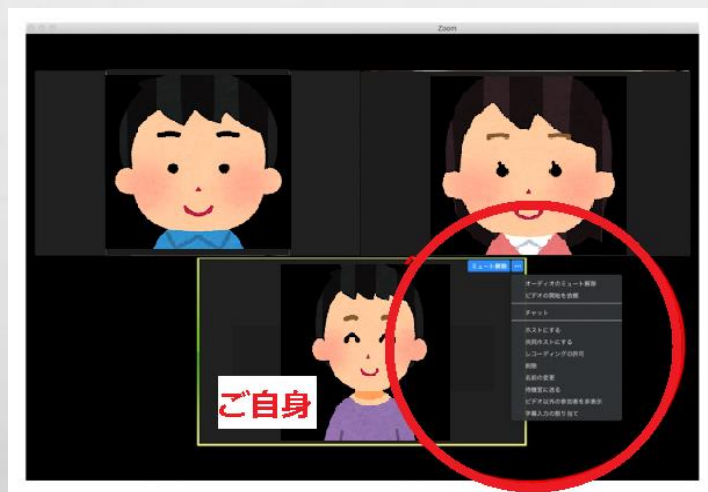 Zoom
ミュート解除 …
オーディオのミュート解除
ビデオの開始を依頼
チャット
ホストにする
共同ホストにする
レコーディングの許可
削除
名前の変更
待機室に送る
ビデオ以外の参加者を非表示
字幕入力の割り当て
ご自身